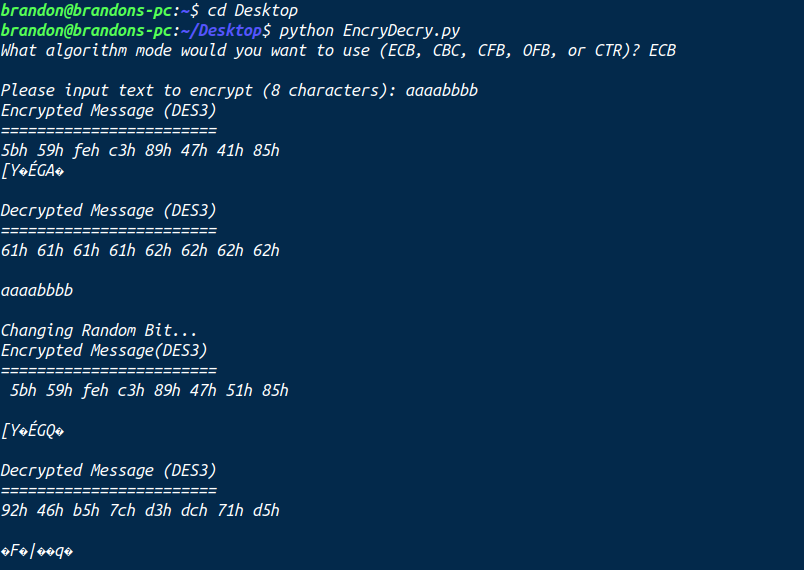 brandon@brandons-pc:~$ cd Desktop
brandon@brandons-pc:~/Desktop$ python EncryDecry.py
What algorithm mode would you want to use (ECB, CBC, CFB, OFB, or CTR)? ECB
Please input text to encrypt (8 characters): aaaabbbb
Encrypted Message (DES3)
========================
5bh 59h feh c3h 89h 47h 41h 85h
[Y�ÉGA�
Decrypted Message (DES3)
========================
61h 61h 61h 61h 62h 62h 62h 62h
aaaabbbb
Changing Random Bit...
Encrypted Message(DES3)
========================
5bh 59h feh c3h 89h 47h 51h 85h
[Y�ÉGQ�
Decrypted Message (DES3)
========================
92h 46h b5h 7ch d3h dch 71h d5h
�F�|��q�